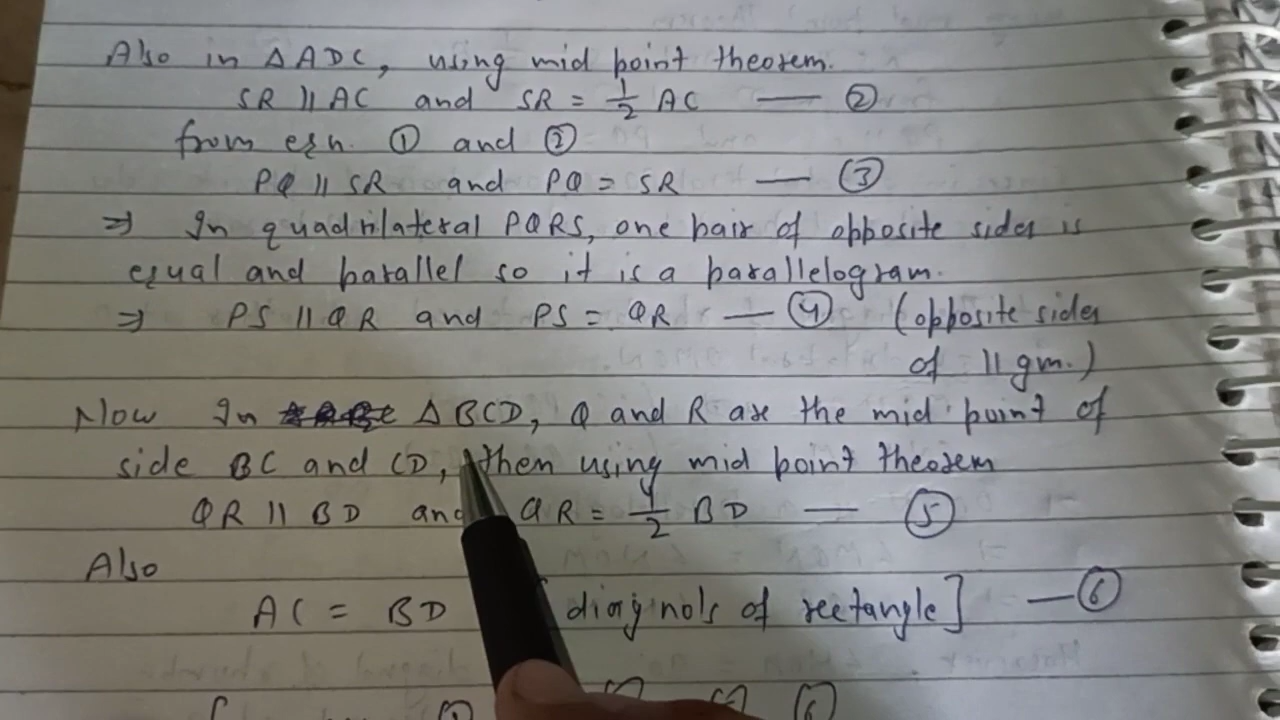 Also in ΔADC, using mid point theorem.
SR || AC and SR = 1/2 AC — ②
from eqn. ① and ②
PQ || SR and PQ = SR — ③
⇒ In quadrilateral PQRS, one pair of opposite sides is
equal and parallel so it is a parallelogram.
⇒ PS || QR and PS = QR — ④ (opposite sides
of ||gm.)
Now In ΔBCD, Q and R are the mid point of
side BC and CD, then using mid point theorem
QR || BD and QR = 1/2 BD — ⑤
Also
AC = BD diagnols of rectangle] — ⑥